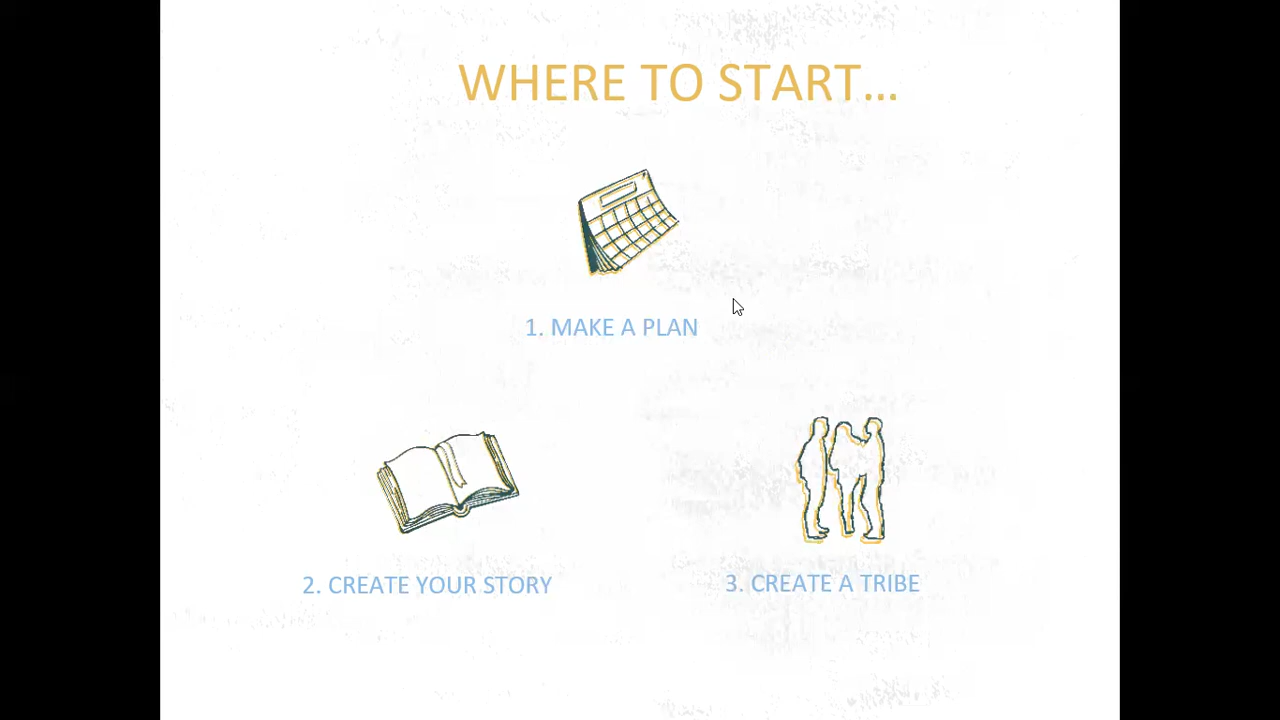 WHERE TO START...
1. MAKE A PLAN
2. CREATE YOUR STORY
3. CREATE A TRIBE